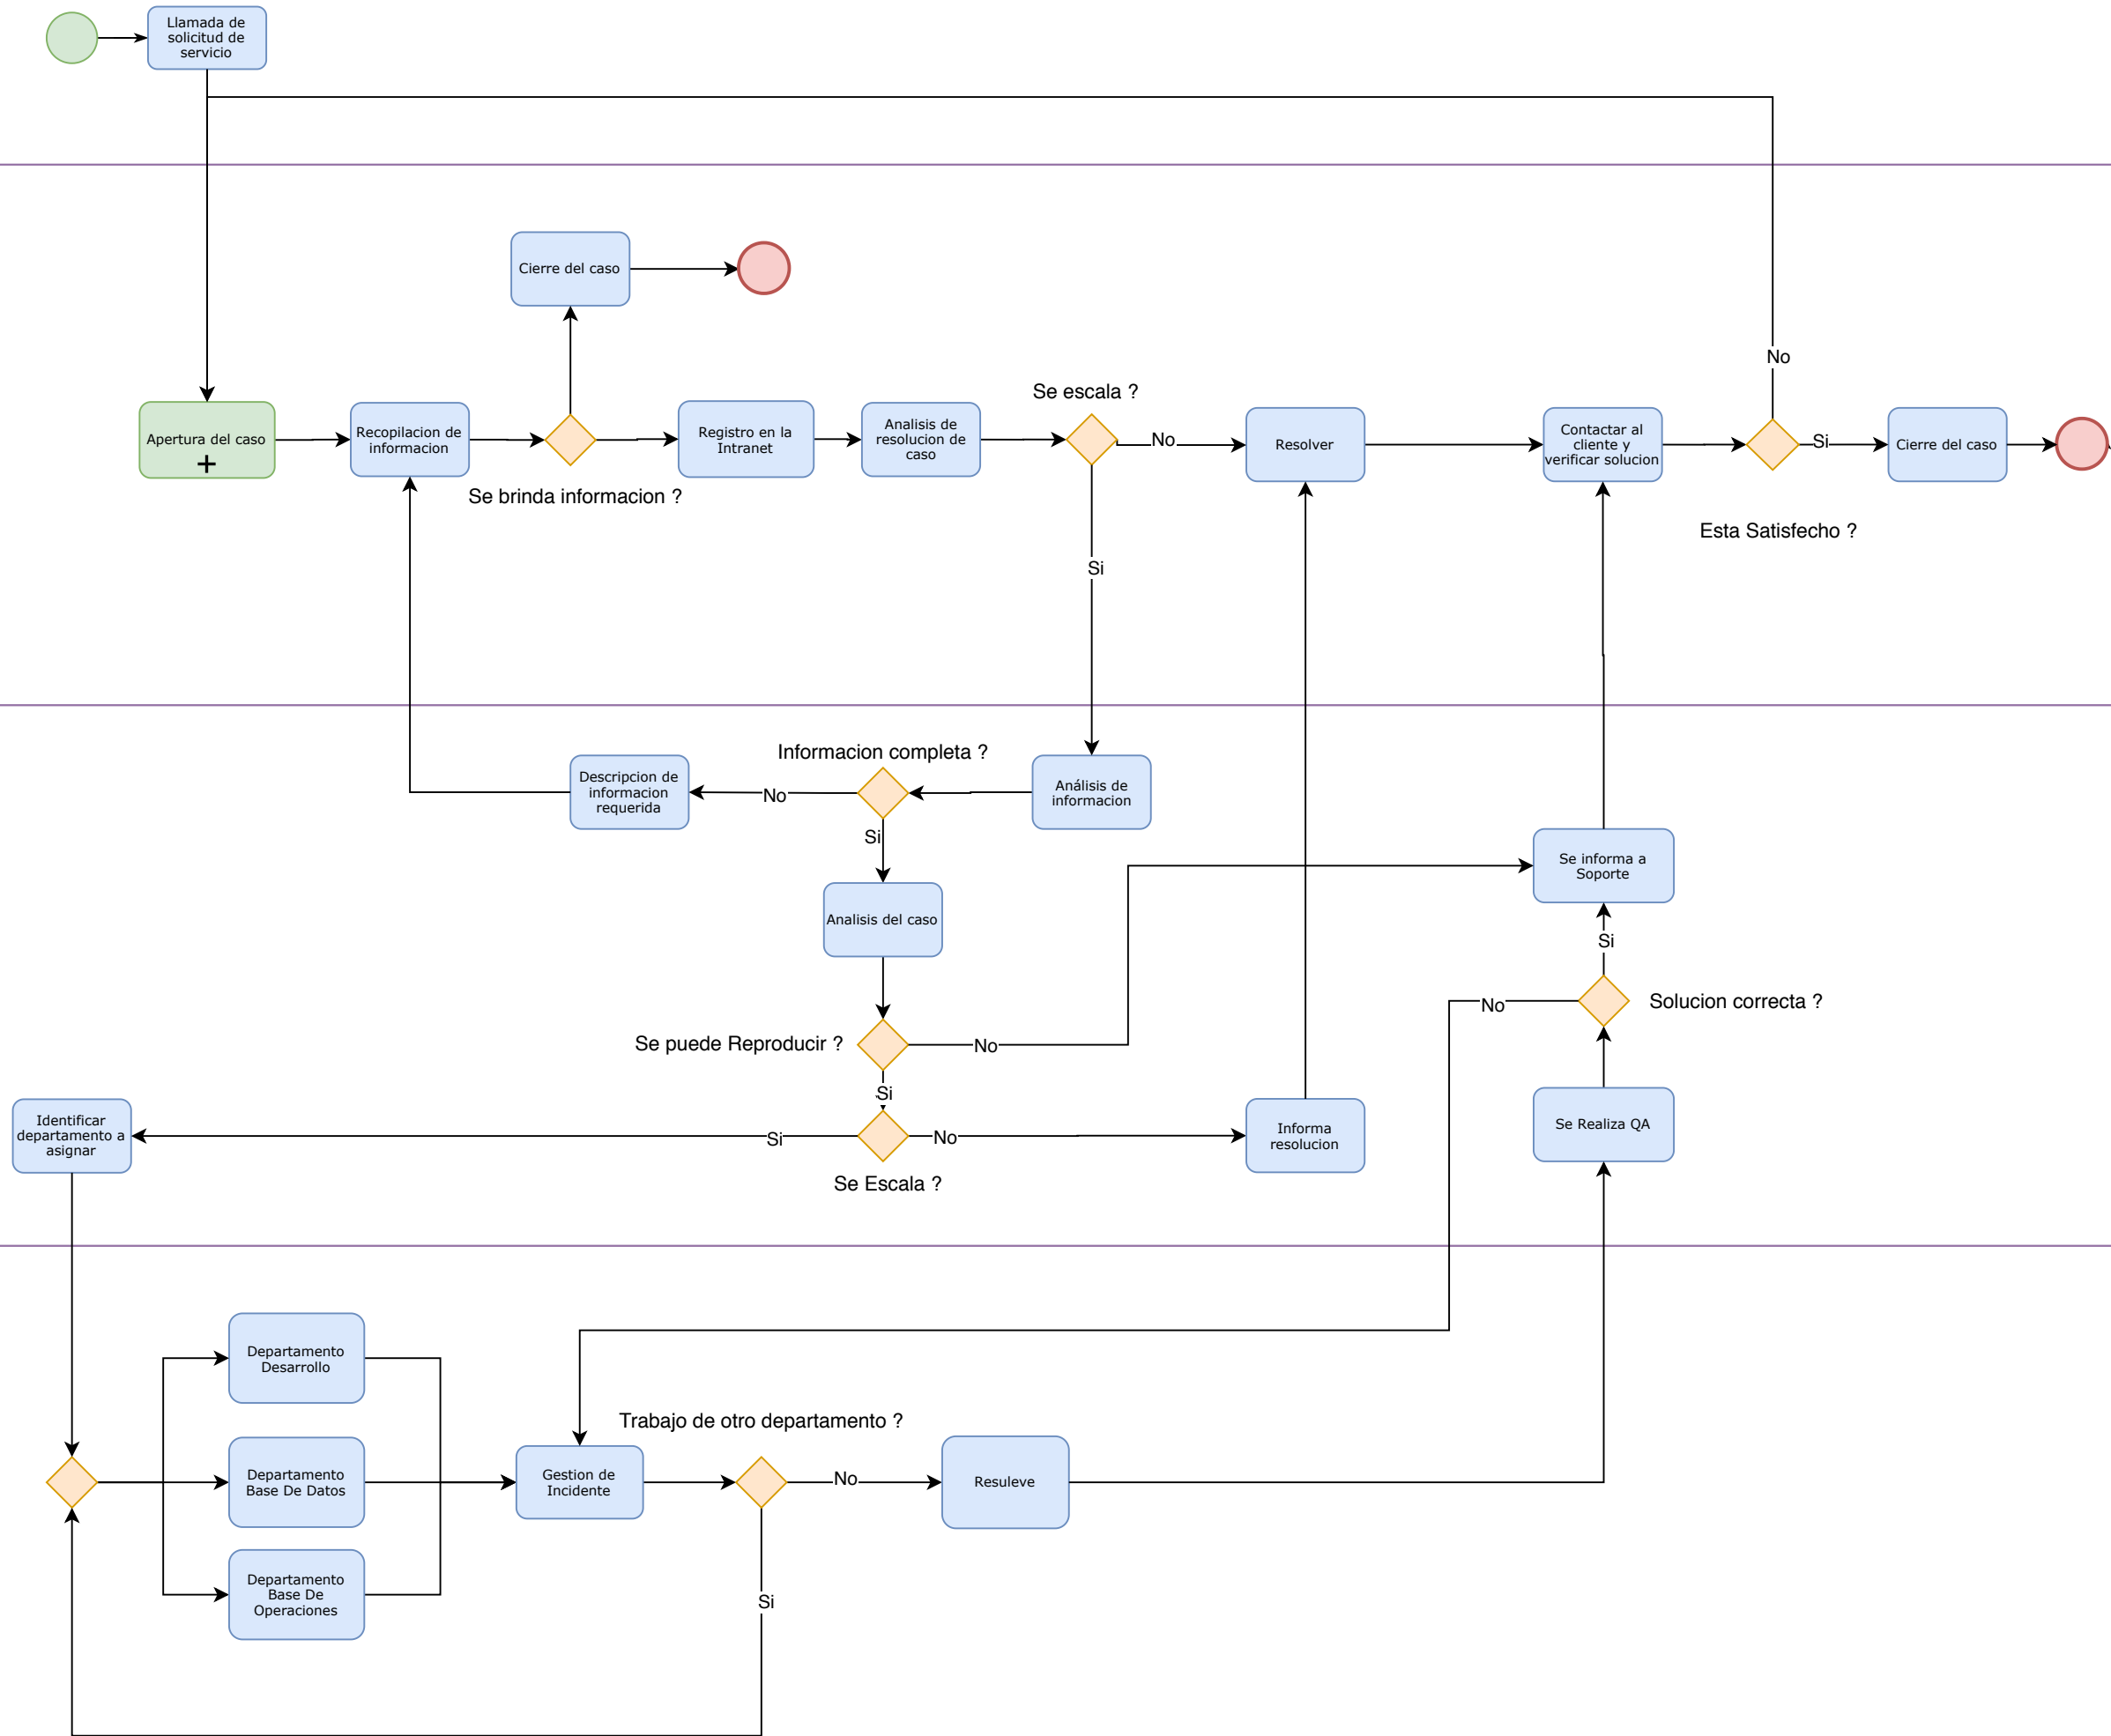 Llamada de
solicitud de
servicio
Cierre del caso
No
Se escala ?
Apertura del caso
Recopilacion de
informacion
Se brinda informacion ?
Registro en la
Intranet
Analisis de
resolucion de
caso
No
Resolver
Contactar al
cliente y
verificar solucion
Si
Cierre del caso
Esta Satisfecho ?
Si
Informacion completa ?
Descripcion de
informacion
requerida
No
Análisis de
informacion
Si
Se informa a
Soporte
Analisis del caso
Si
No
Solucion correcta ?
Se puede Reproducir ?
No
Si
Identificar
departamento a
asignar
Si
No
Informa
resolucion
Se Realiza QA
Se Escala ?
Departamento
Desarrollo
Trabajo de otro departamento ?
Departamento
Base De Datos
Gestion de
Incidente
No
Resuleve
Departamento
Base De
Operaciones
Si